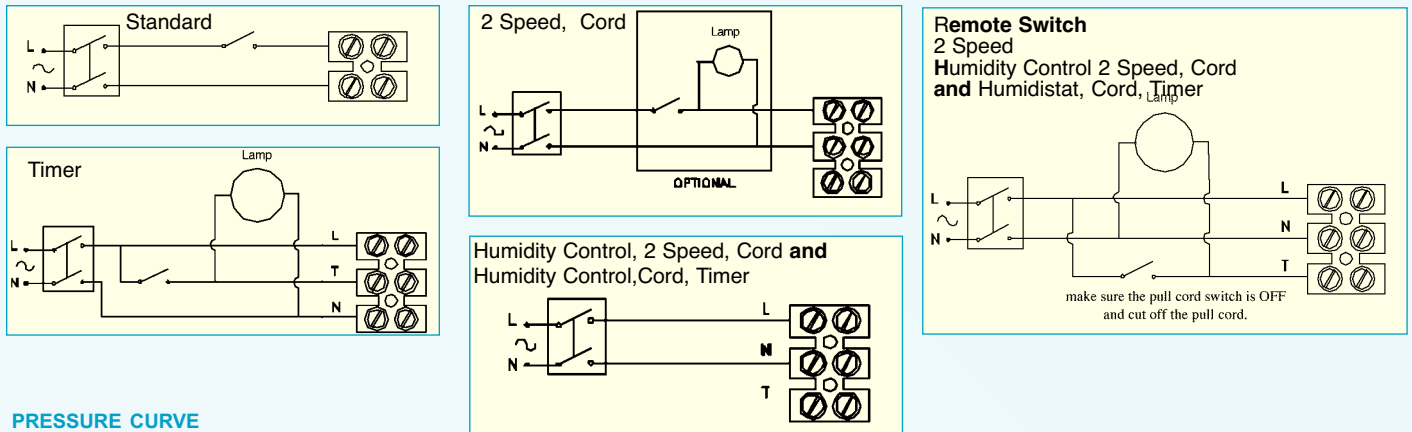 Standard
L
N
Timer
Lamp
L
N
L
T
N
2 Speed, Cord
Lamp
L
N
OPTIONAL
Humidity Control, 2 Speed, Cord and
Humidity Control,Cord, Timer
L
N
L
N
T
Remote Switch
2 Speed
Humidity Control 2 Speed, Cord
and Humidistat, Cord, Timer
Lamp
L
N
L
N
T
make sure the pull cord switch is OFF
and cut off the pull cord.
PRESSURE CURVE